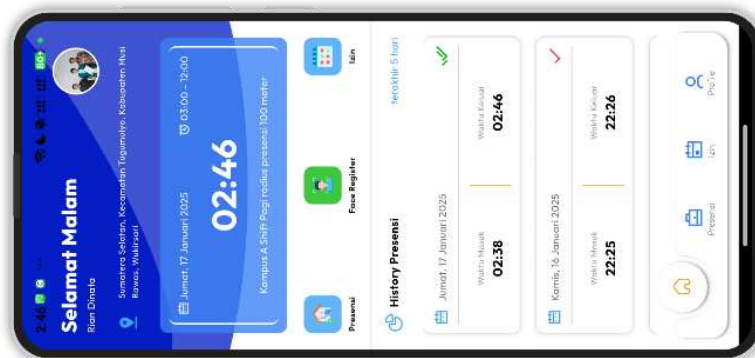 2:46
80+
Selamat Malam
Rian Dinata
Sumatera Selatan, Kecamatan Tugumulyo, Kabupaten Musi
Rawas, Wukirsari
Jumat, 17 Januari 2025
03:00 - 12:00
02:46
Kampus A Shift Pagi radius presensi 100 meter
Presensi
Face Register
Izin
History Presensi
terakhir 5 hari
Jumat, 17 Januari 2025
Waktu Masuk
Waktu Keluar
02:38
02:46
Kamis, 16 Januari 2025
Waktu Masuk
Waktu Keluar
22:25
22:26
Presensi
Izin
Profile